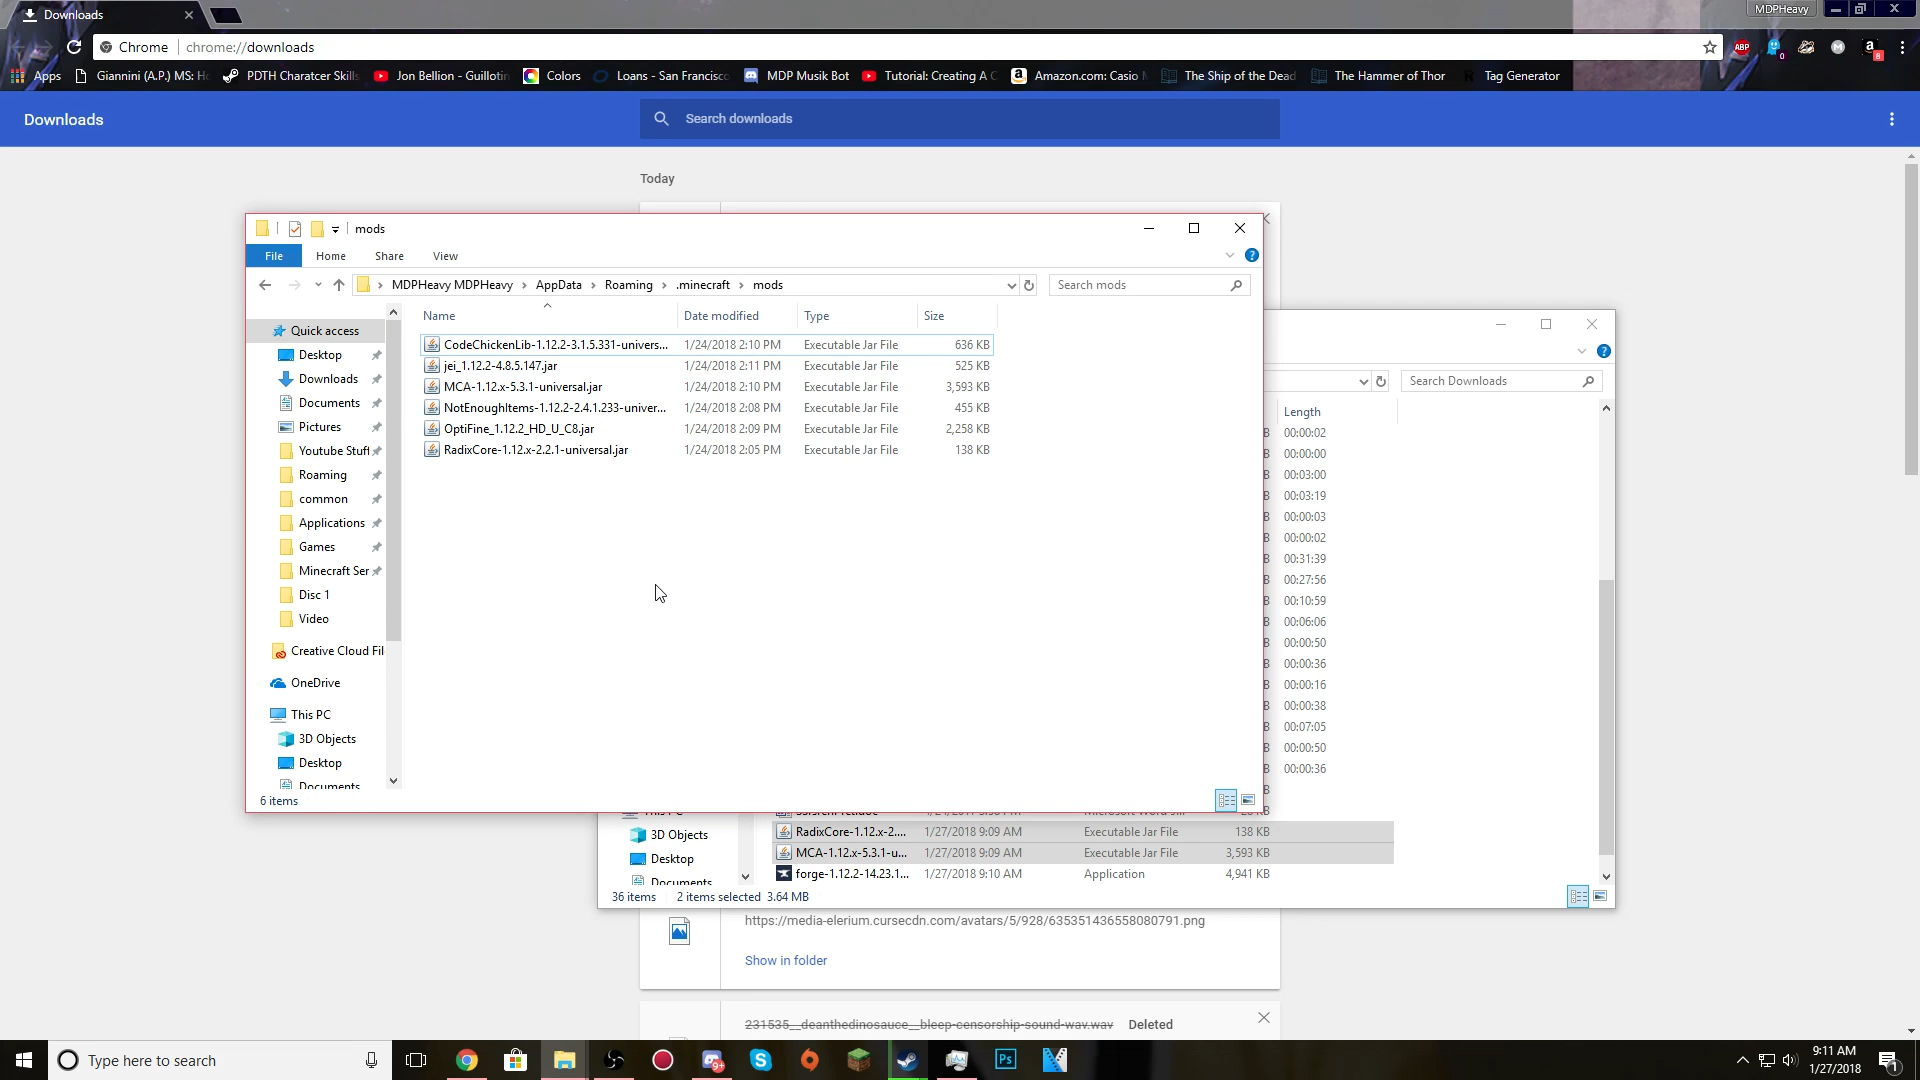 Downloads
MDPHeavy
Chrome chrome://downloads
ABP
0
8
Apps Giannini (A.P.) MS: H PDTH Charatcer Skills Jon Bellion - Guillotin Colors Loans - San Francisc MDP Musik Bot Tutorial: Creating A C Amazon.com: Casio The Ship of the Dead The Hammer of Thor Tag Generator
Downloads
Search downloads
Today
mods
File Home Share View
MDPHeavy MDPHeavy > AppData > Roaming > .minecraft > mods
Search mods
Name Date modified Type Size
CodeChickenLib-1.12.2-3.1.5.331-univers... 1/24/2018 2:10 PM Executable Jar File 636 KB
jei_1.12.2-4.8.5.147.jar 1/24/2018 2:11 PM Executable Jar File 525 KB
MCA-1.12.x-5.3.1-universal.jar 1/24/2018 2:10 PM Executable Jar File 3,593 KB
NotEnoughItems-1.12.2-2.4.1.233-univer... 1/24/2018 2:08 PM Executable Jar File 455 KB
OptiFine_1.12.2_HD_U_C8.jar 1/24/2018 2:09 PM Executable Jar File 2,258 KB
RadixCore-1.12.x-2.2.1-universal.jar 1/24/2018 2:05 PM Executable Jar File 138 KB
Quick access
Desktop
Downloads
Documents
Pictures
Youtube Stuff
Roaming
common
Applications
Games
Minecraft Ser
Disc 1
Video
Creative Cloud Fil
OneDrive
This PC
3D Objects
Desktop
Documents
6 items
Search Downloads
Length
B 00:00:02
B 00:00:00
B 00:03:00
B 00:03:19
B 00:00:03
B 00:00:02
B 00:31:39
B 00:27:56
B 00:10:59
B 00:06:06
B 00:00:50
B 00:00:36
B 00:00:16
B 00:00:38
B 00:07:05
B 00:00:50
B 00:00:36
B
This PC
3D Objects
Desktop
Documents
RadixCore-1.12.x-2.... 1/27/2018 9:09 AM Executable Jar File 138 KB
MCA-1.12.x-5.3.1-u... 1/27/2018 9:09 AM Executable Jar File 3,593 KB
forge-1.12.2-14.23.1... 1/27/2018 9:10 AM Application 4,941 KB
36 items 2 items selected 3.64 MB
https://media-elerium.cursecdn.com/avatars/5/928/635351436558080791.png
Show in folder
231535__deanthedinosauce__bleep-censorship-sound-wav.wav Deleted
Type here to search
9+
Ps
9:11 AM
1/27/2018
1